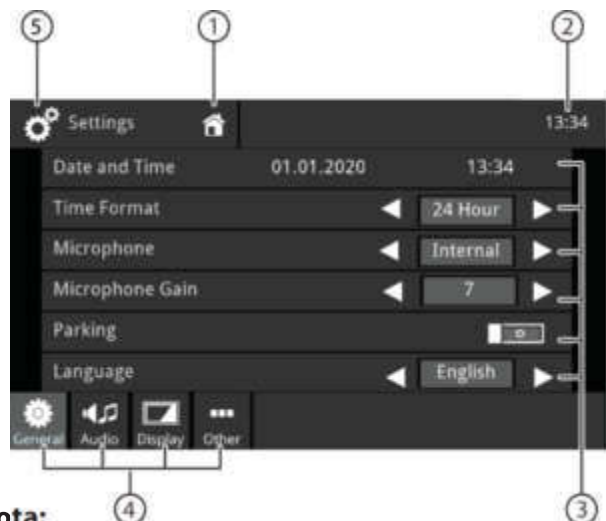 5 1 2
Settings 13:34
Date and Time 01.01.2020 13:34
Time Format 24 Hour
Microphone Internal
Microphone Gain 7
Parking
Language English
General Audio Display Other
4 3
ota: